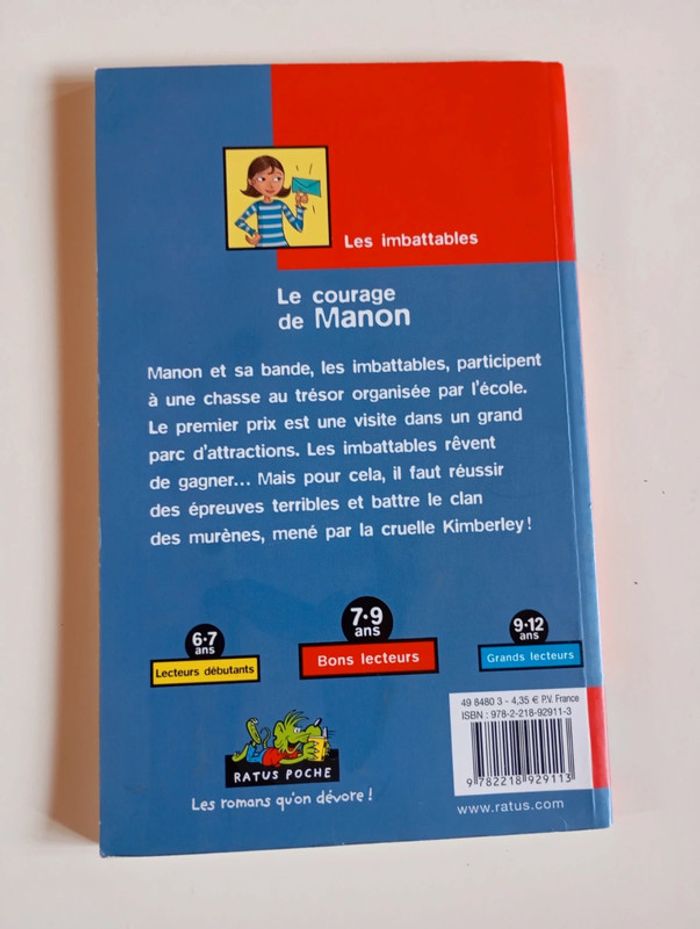 Les imbattables
Le courage
de Manon
Manon et sa bande, les imbattables, participent
à une chasse au trésor organisée par l'école.
Le premier prix est une visite dans un grand
parc d'attractions. Les imbattables rêvent
de gagner... Mais pour cela, il faut réussir
des épreuves terribles et battre le clan
des murènes, mené par la cruelle Kimberley !
6·7
ans
Lecteurs débutants
7·9
ans
Bons lecteurs
9·12
ans
Grands lecteurs
RATUS POCHE
Les romans qu'on dévore !
49 8480 3 - 4,35 € P.V. France
ISBN : 978-2-218-92911-3
9 782218 929113
www.ratus.com